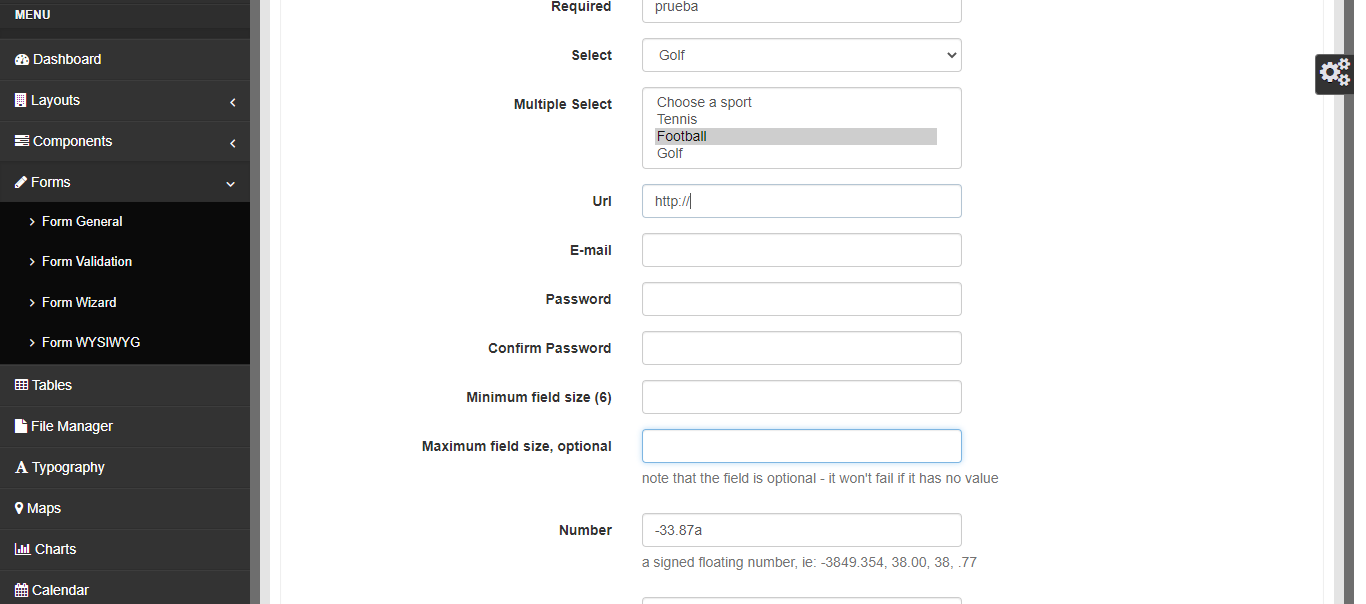 MENU
Dashboard
Layouts
Components
Forms
Form General
Form Validation
Form Wizard
Form WYSIWYG
Tables
File Manager
Typography
Maps
Charts
Calendar
Required prueba
Select Golf
Multiple Select Choose a sport
Tennis
Football
Golf
Url http://
E-mail
Password
Confirm Password
Minimum field size (6)
Maximum field size, optional
note that the field is optional - it won't fail if it has no value
Number -33.87a
a signed floating number, ie: -3849.354, 38.00, 38, .77